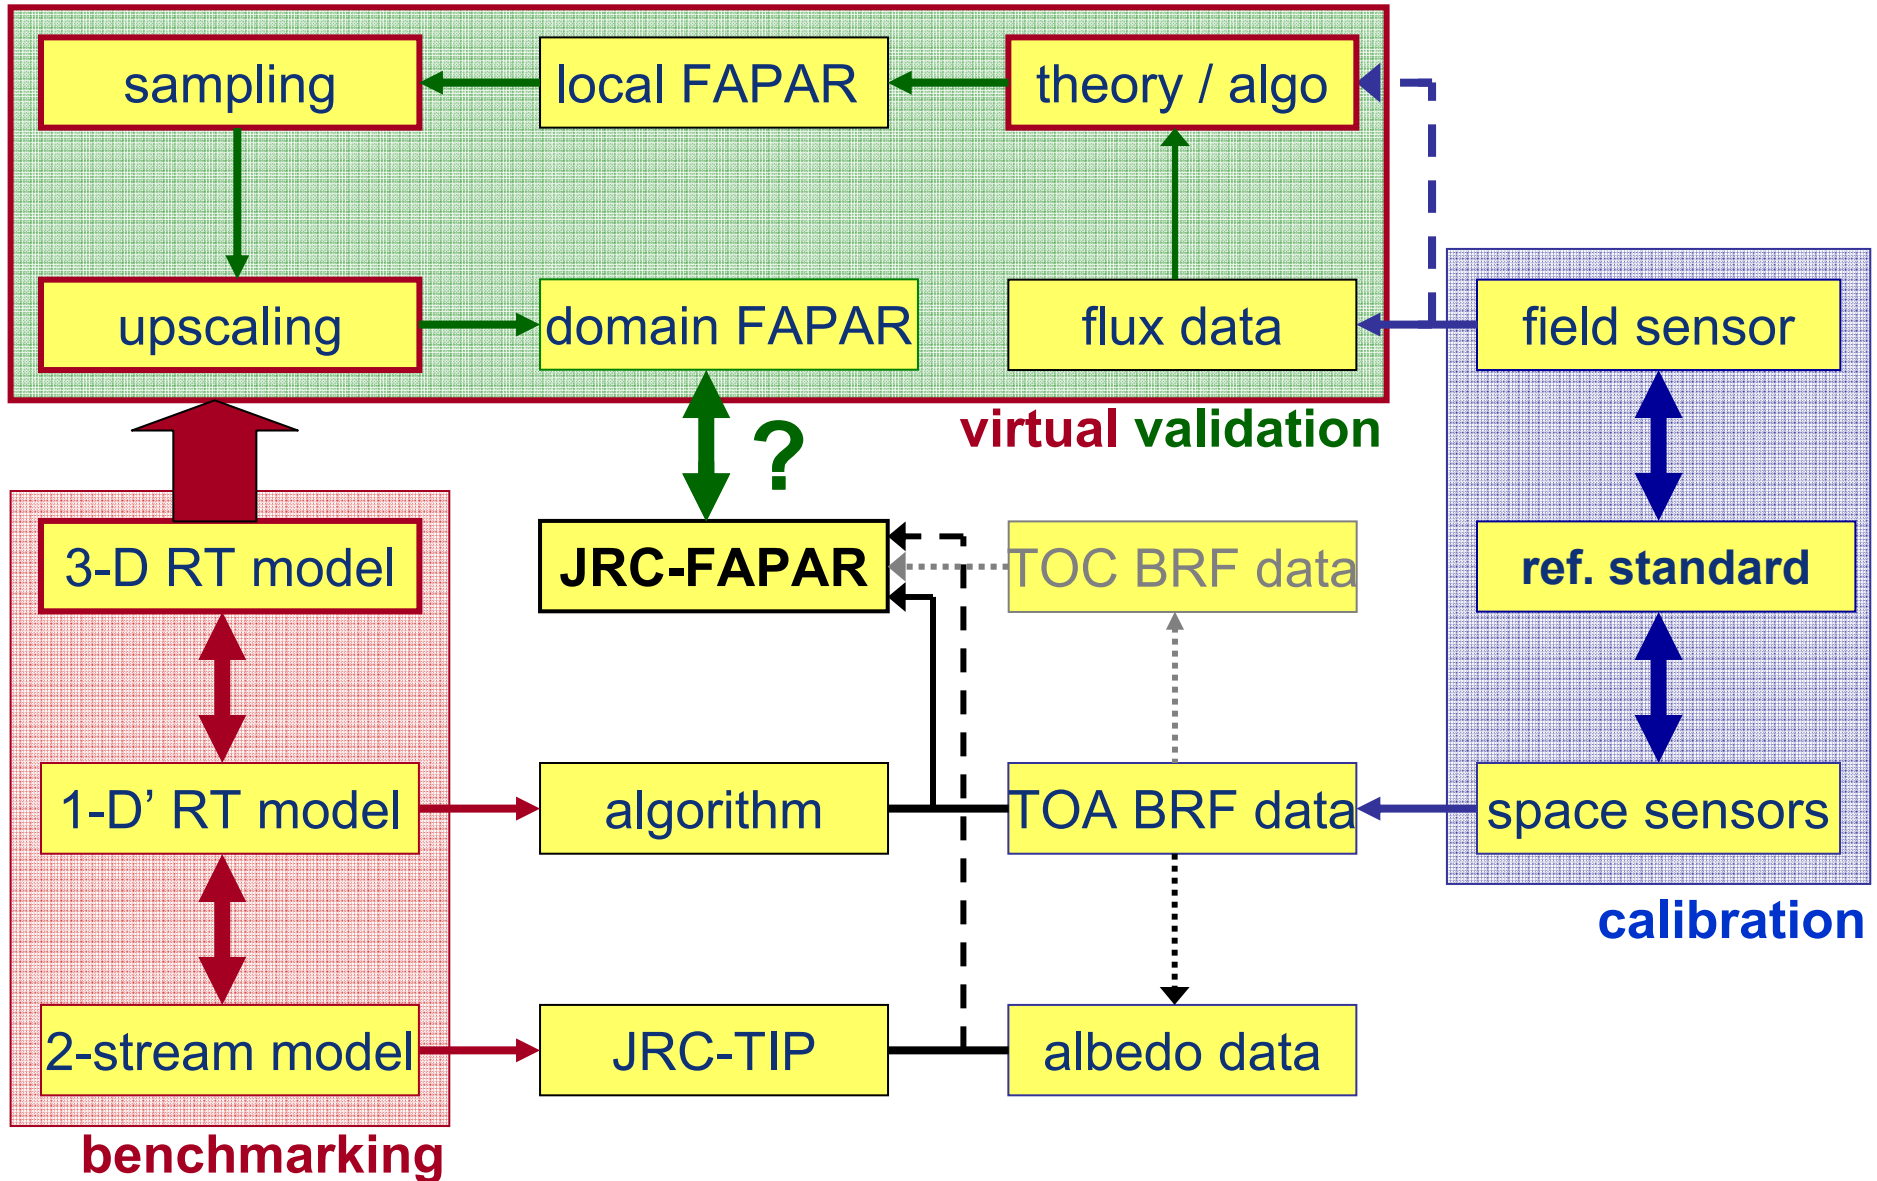 sampling
local FAPAR
theory / algo
upscaling
domain FAPAR
flux data
field sensor
virtual validation
?
3-D RT model
JRC-FAPAR
TOC BRF data
ref. standard
1-D’ RT model
algorithm
TOA BRF data
space sensors
calibration
2-stream model
JRC-TIP
albedo data
benchmarking